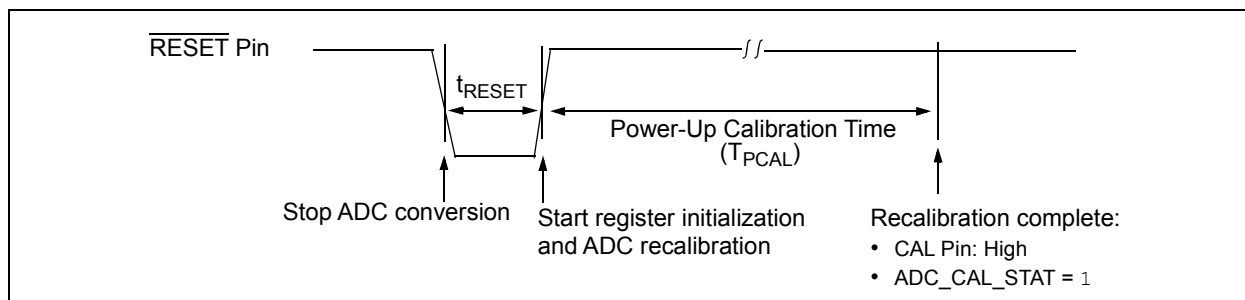 RESET Pin
tRESET
Power-Up Calibration Time
(TPCAL)
Stop ADC conversion
Start register initialization
and ADC recalibration
Recalibration complete:
• CAL Pin: High
• ADC_CAL_STAT = 1